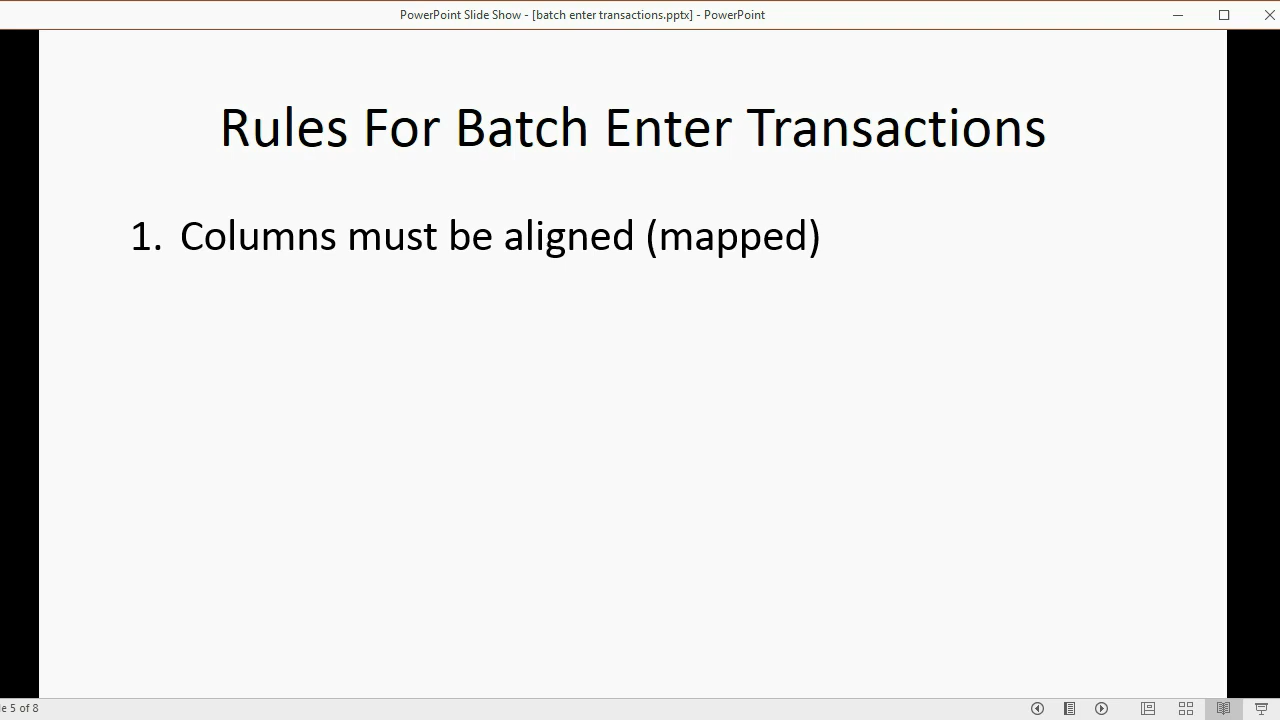 PowerPoint Slide Show - [batch enter transactions.pptx] - PowerPoint
Rules For Batch Enter Transactions
1. Columns must be aligned (mapped)
e 5 of 8